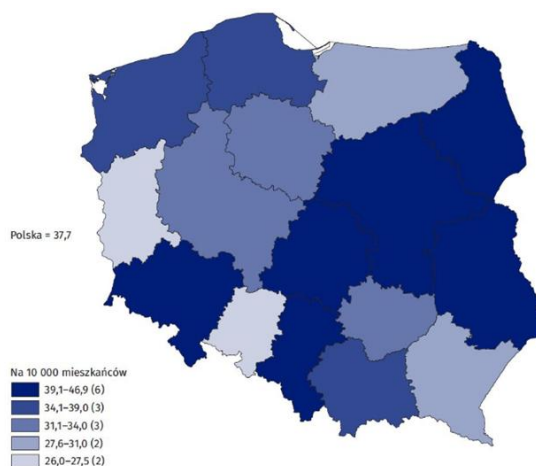 Polska = 37,7
Na 10 000 mieszkańców
39,1–46,9 (6)
34,1–39,0 (3)
31,1–34,0 (3)
27,6–31,0 (2)
26,0–27,5 (2)